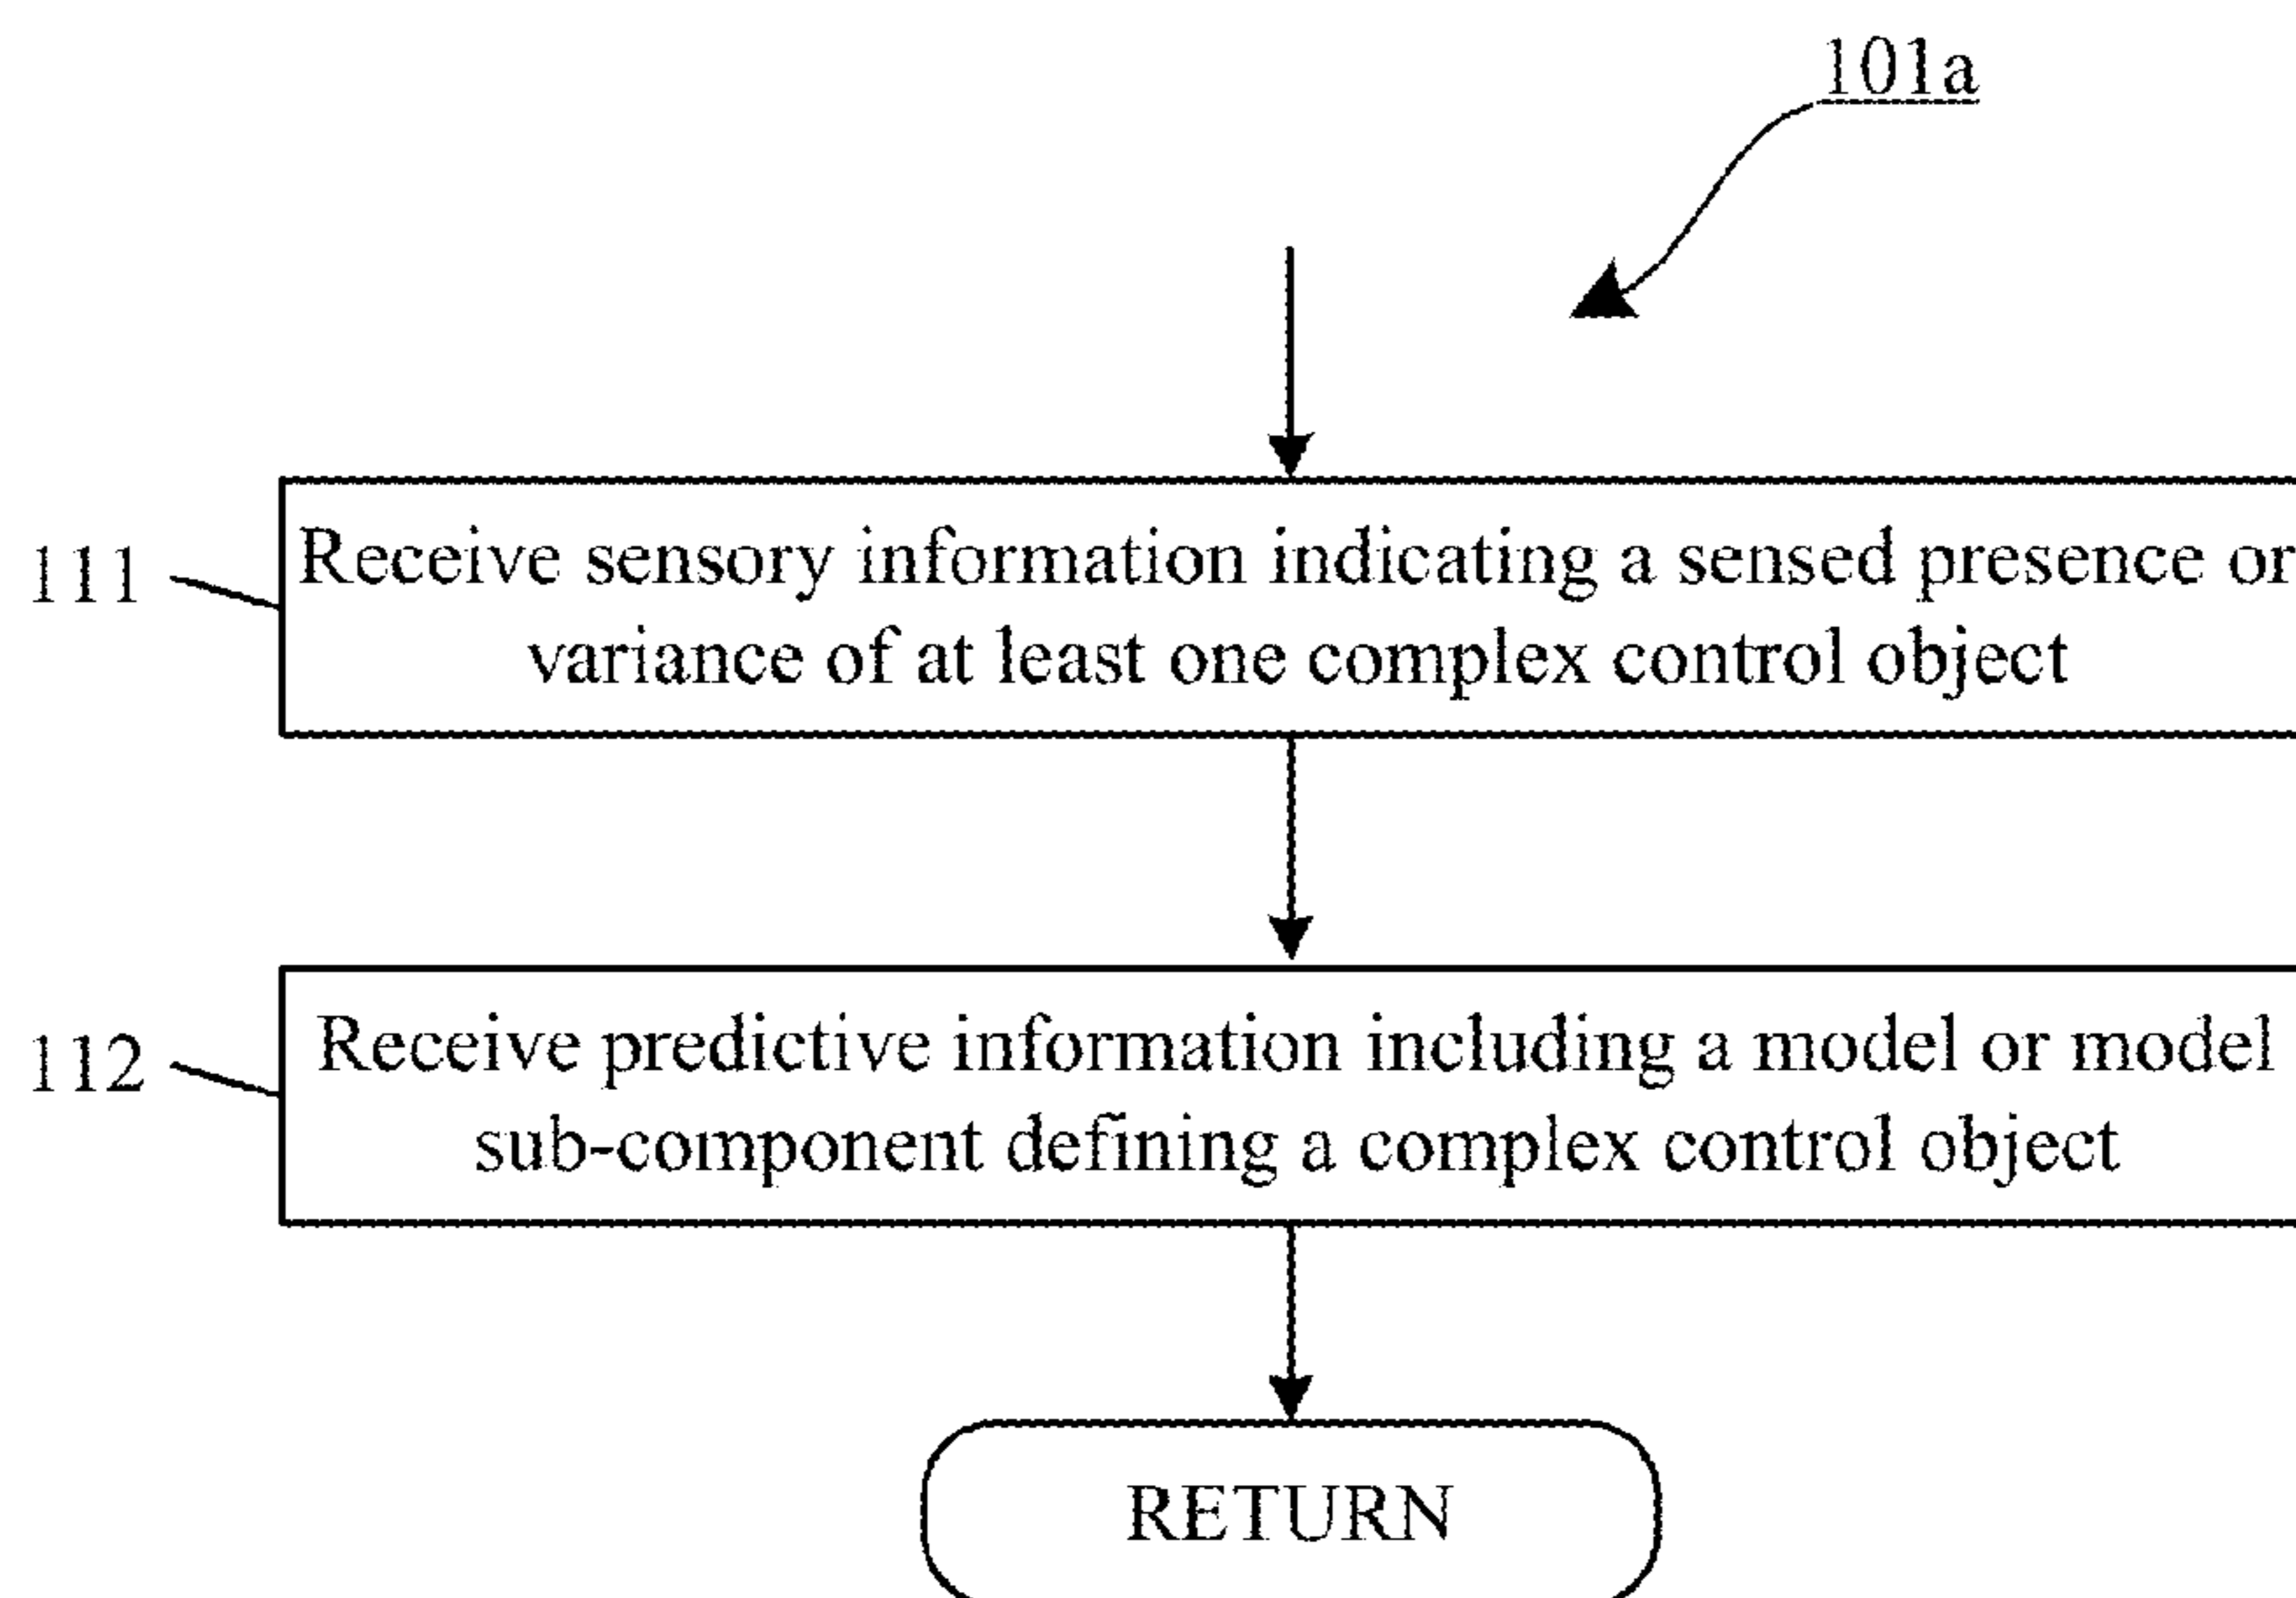 101a
111
Receive sensory information indicating a sensed presence or
variance of at least one complex control object
112
Receive predictive information including a model or model
sub-component defining a complex control object
RETURN